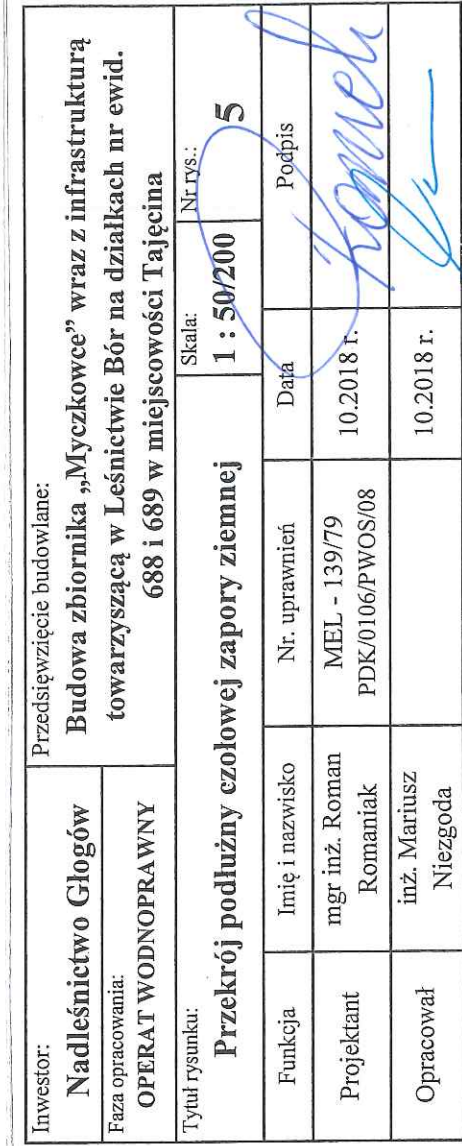 Inwestor:
Nadleśnictwo Głogów
Faza opracowania:
OPERAT WODNOPRAWNY
Przedsięwzięcie budowlane:
Budowa zbiornika „Myczkowce” wraz z infrastrukturą
towarzyszącą w Leśnictwie Bór na działkach nr ewid.
688 i 689 w miejscowości Tajęcina
Tytuł rysunku:
Przekrój podłużny czołowej zapory ziemnej
Skala:
1 : 50/200
Nr rys.:
5
Funkcja
Imię i nazwisko
Nr. uprawnień
Data
Podpis
Projektant
mgr inż. Roman
Romaniak
MEL - 139/79
PDK/0106/PWOS/08
10.2018 r.
Opracował
inż. Mariusz
Niezgoda
10.2018 r.